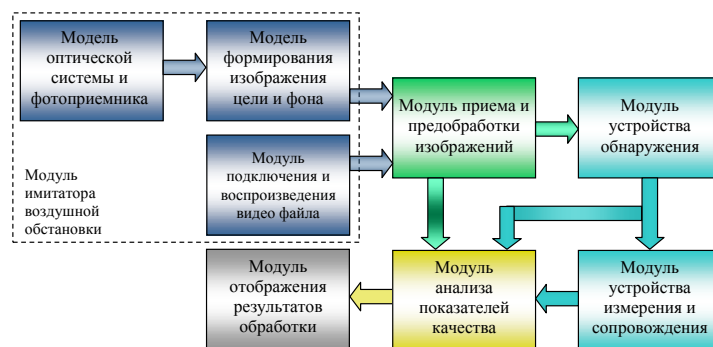 Модель
оптической
системы и
фотоприемника
Модель
формирования
изображения
цели и фона
Модуль приема и
предобработки
изображений
Модуль
устройства
обнаружения
Модуль
имитатора
воздушной
обстановки
Модуль
подключения и
воспроизведения
видео файла
Модуль
отображения
результатов
обработки
Модуль
анализа
показателей
качества
Модуль
устройства
измерения и
сопровождения